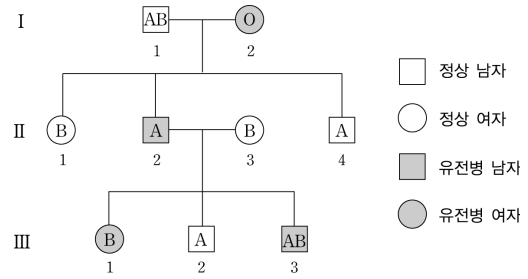 I AB O
1 2
정상 남자
정상 여자
II B A B A
1 2 3 4
유전병 남자
유전병 여자
III B A AB
1 2 3